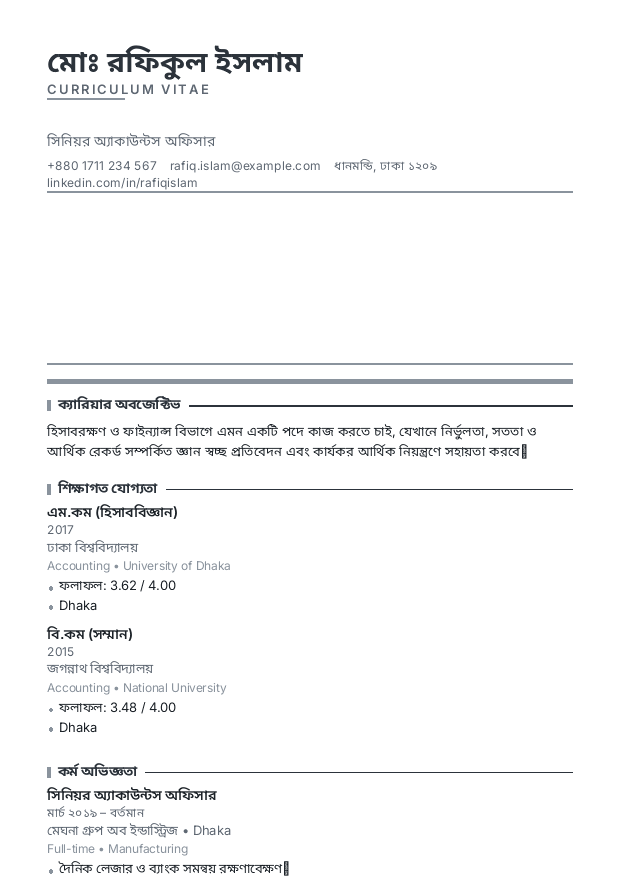 মোঃ রফিকুল ইসলাম
CURRICULUM VITAE
সিনিয়র অ্যাকাউন্টস অফিসার
+880 1711 234 567 rafiq.islam@example.com ধানমন্ডি, ঢাকা ১২০৯
linkedin.com/in/rafiqislam
ক্যারিয়ার অবজেক্টিভ
হিসাবরক্ষণ ও ফাইন্যান্স বিভাগে এমন একটি পদে কাজ করতে চাই, যেখানে নির্ভুলতা, সততা ও
আর্থিক রেকর্ড সম্পর্কিত জ্ঞান স্বচ্ছ প্রতিবেদন এবং কার্যকর আর্থিক নিয়ন্ত্রণে সহায়তা করবে
শিক্ষাগত যোগ্যতা
এম.কম (হিসাববিজ্ঞান)
2017
ঢাকা বিশ্ববিদ্যালয়
Accounting • University of Dhaka
• ফলাফল: 3.62 / 4.00
• Dhaka
বি.কম (সম্মান)
2015
জগন্নাথ বিশ্ববিদ্যালয়
Accounting • National University
• ফলাফল: 3.48 / 4.00
• Dhaka
কর্ম অভিজ্ঞতা
সিনিয়র অ্যাকাউন্টস অফিসার
মার্চ ২০১৯ – বর্তমান
মেঘনা গ্রুপ অব ইন্ডাস্ট্রিজ • Dhaka
Full-time • Manufacturing
• দৈনিক লেজার ও ব্যাংক সমন্বয় রক্ষণাবেক্ষণ